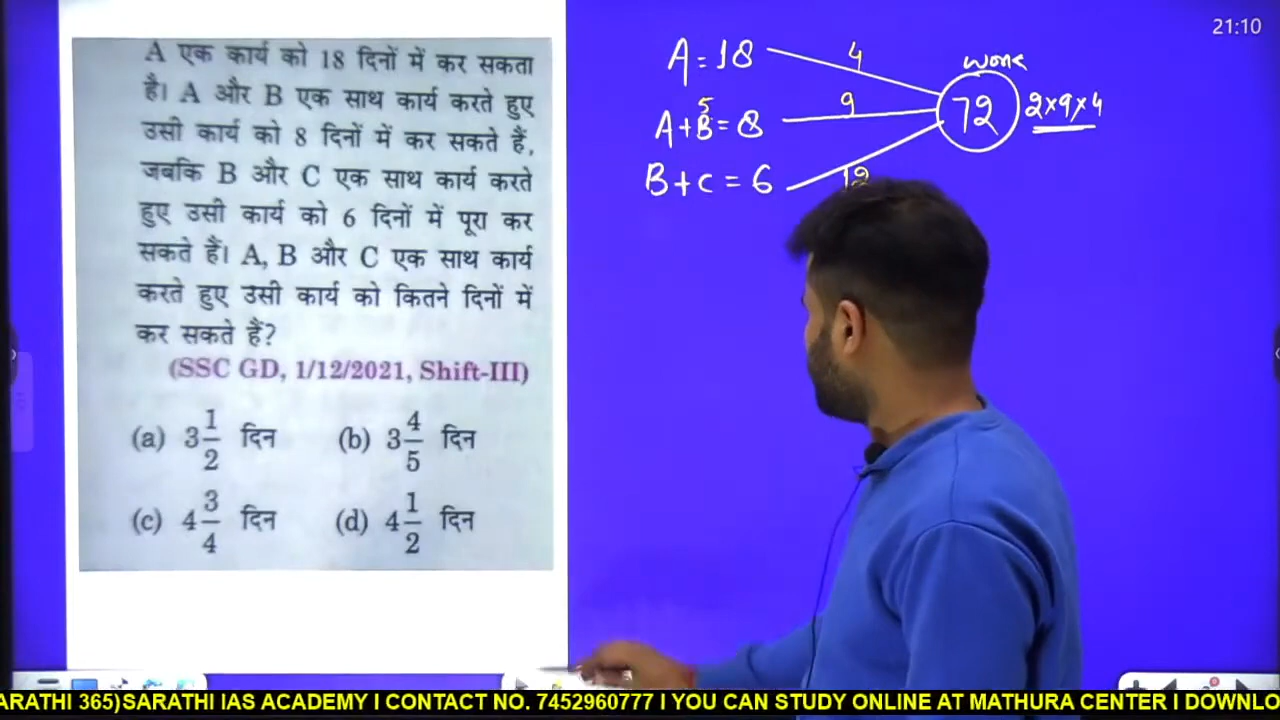 21:10
A एक कार्य को 18 दिनों में कर सकता
है। A और B एक साथ कार्य करते हुए
उसी कार्य को 8 दिनों में कर सकते हैं,
जबकि B और C एक साथ कार्य करते
हुए उसी कार्य को 6 दिनों में पूरा कर
सकते हैं। A, B और C एक साथ कार्य
करते हुए उसी कार्य को कितने दिनों में
कर सकते हैं?
(SSC GD, 1/12/2021, Shift-III)
(a) 3 1/2 दिन (b) 3 4/5 दिन
(c) 4 3/4 दिन (d) 4 1/2 दिन
A = 18 4
5
A+B = 8 9
B+C = 6 12
work
72 2×9×4
ARATHI 365)SARATHI IAS ACADEMY I CONTACT NO. 7452960777 I YOU CAN STUDY ONLINE AT MATHURA CENTER I DOWNLO